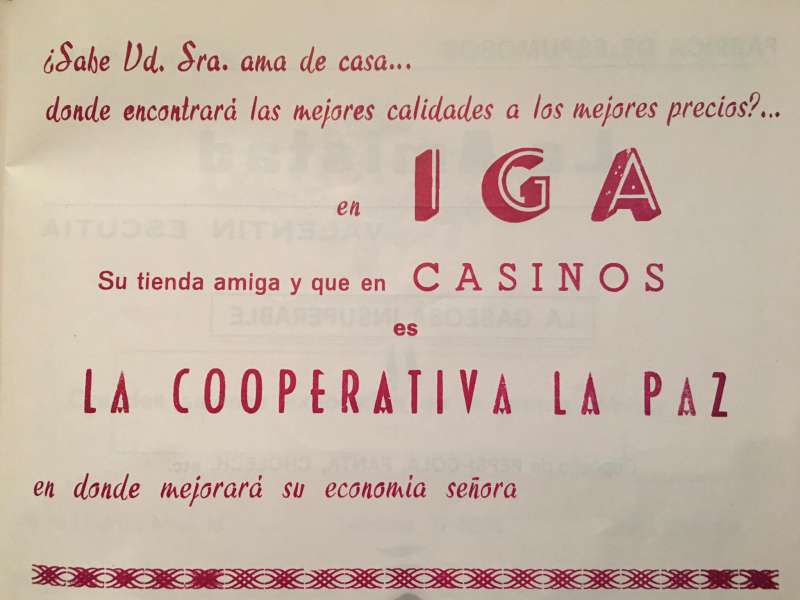 ¿Sabe Vd. Sra. ama de casa...
donde encontrará las mejores calidades a los mejores precios?...
en IGA
Su tienda amiga y que en CASINOS
es
LA COOPERATIVA LA PAZ
en donde mejorará su economia señora